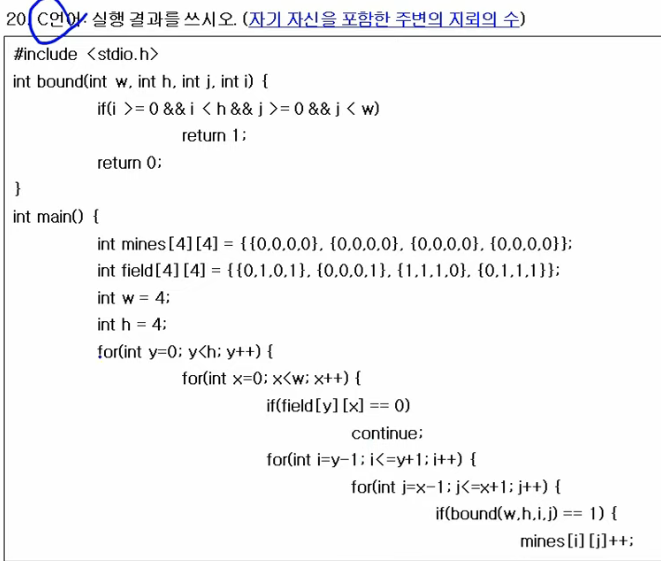 20. C언어. 실행 결과를 쓰시오. (자기 자신을 포함한 주변의 지뢰의 수)
#include <stdio.h>
int bound(int w, int h, int j, int i) {
if(i >= 0 && i < h && j >= 0 && j < w)
return 1;
return 0;
}
int main() {
int mines[4][4] = {{0,0,0,0}, {0,0,0,0}, {0,0,0,0}, {0,0,0,0}};
int field[4][4] = {{0,1,0,1}, {0,0,0,1}, {1,1,1,0}, {0,1,1,1}};
int w = 4;
int h = 4;
for(int y=0; y<h; y++) {
for(int x=0; x<w; x++) {
if(field[y][x] == 0)
continue;
for(int i=y-1; i<=y+1; i++) {
for(int j=x-1; j<=x+1; j++) {
if(bound(w,h,i,j) == 1) {
mines[i][j]++;